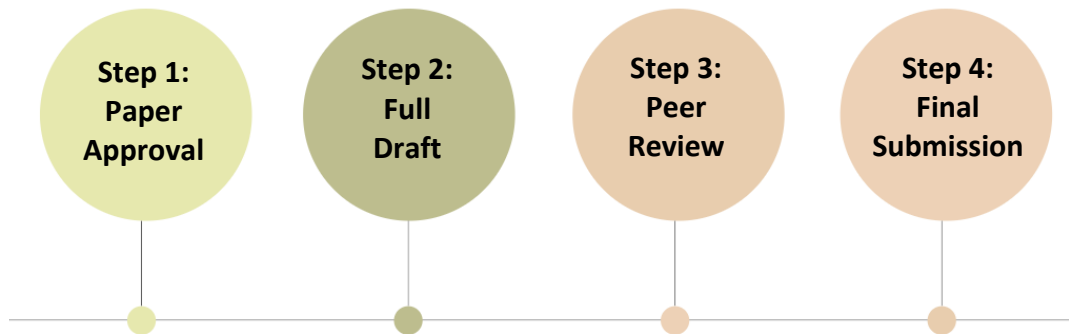 Step 1:
Paper
Approval
Step 2:
Full
Draft
Step 3:
Peer
Review
Step 4:
Final
Submission